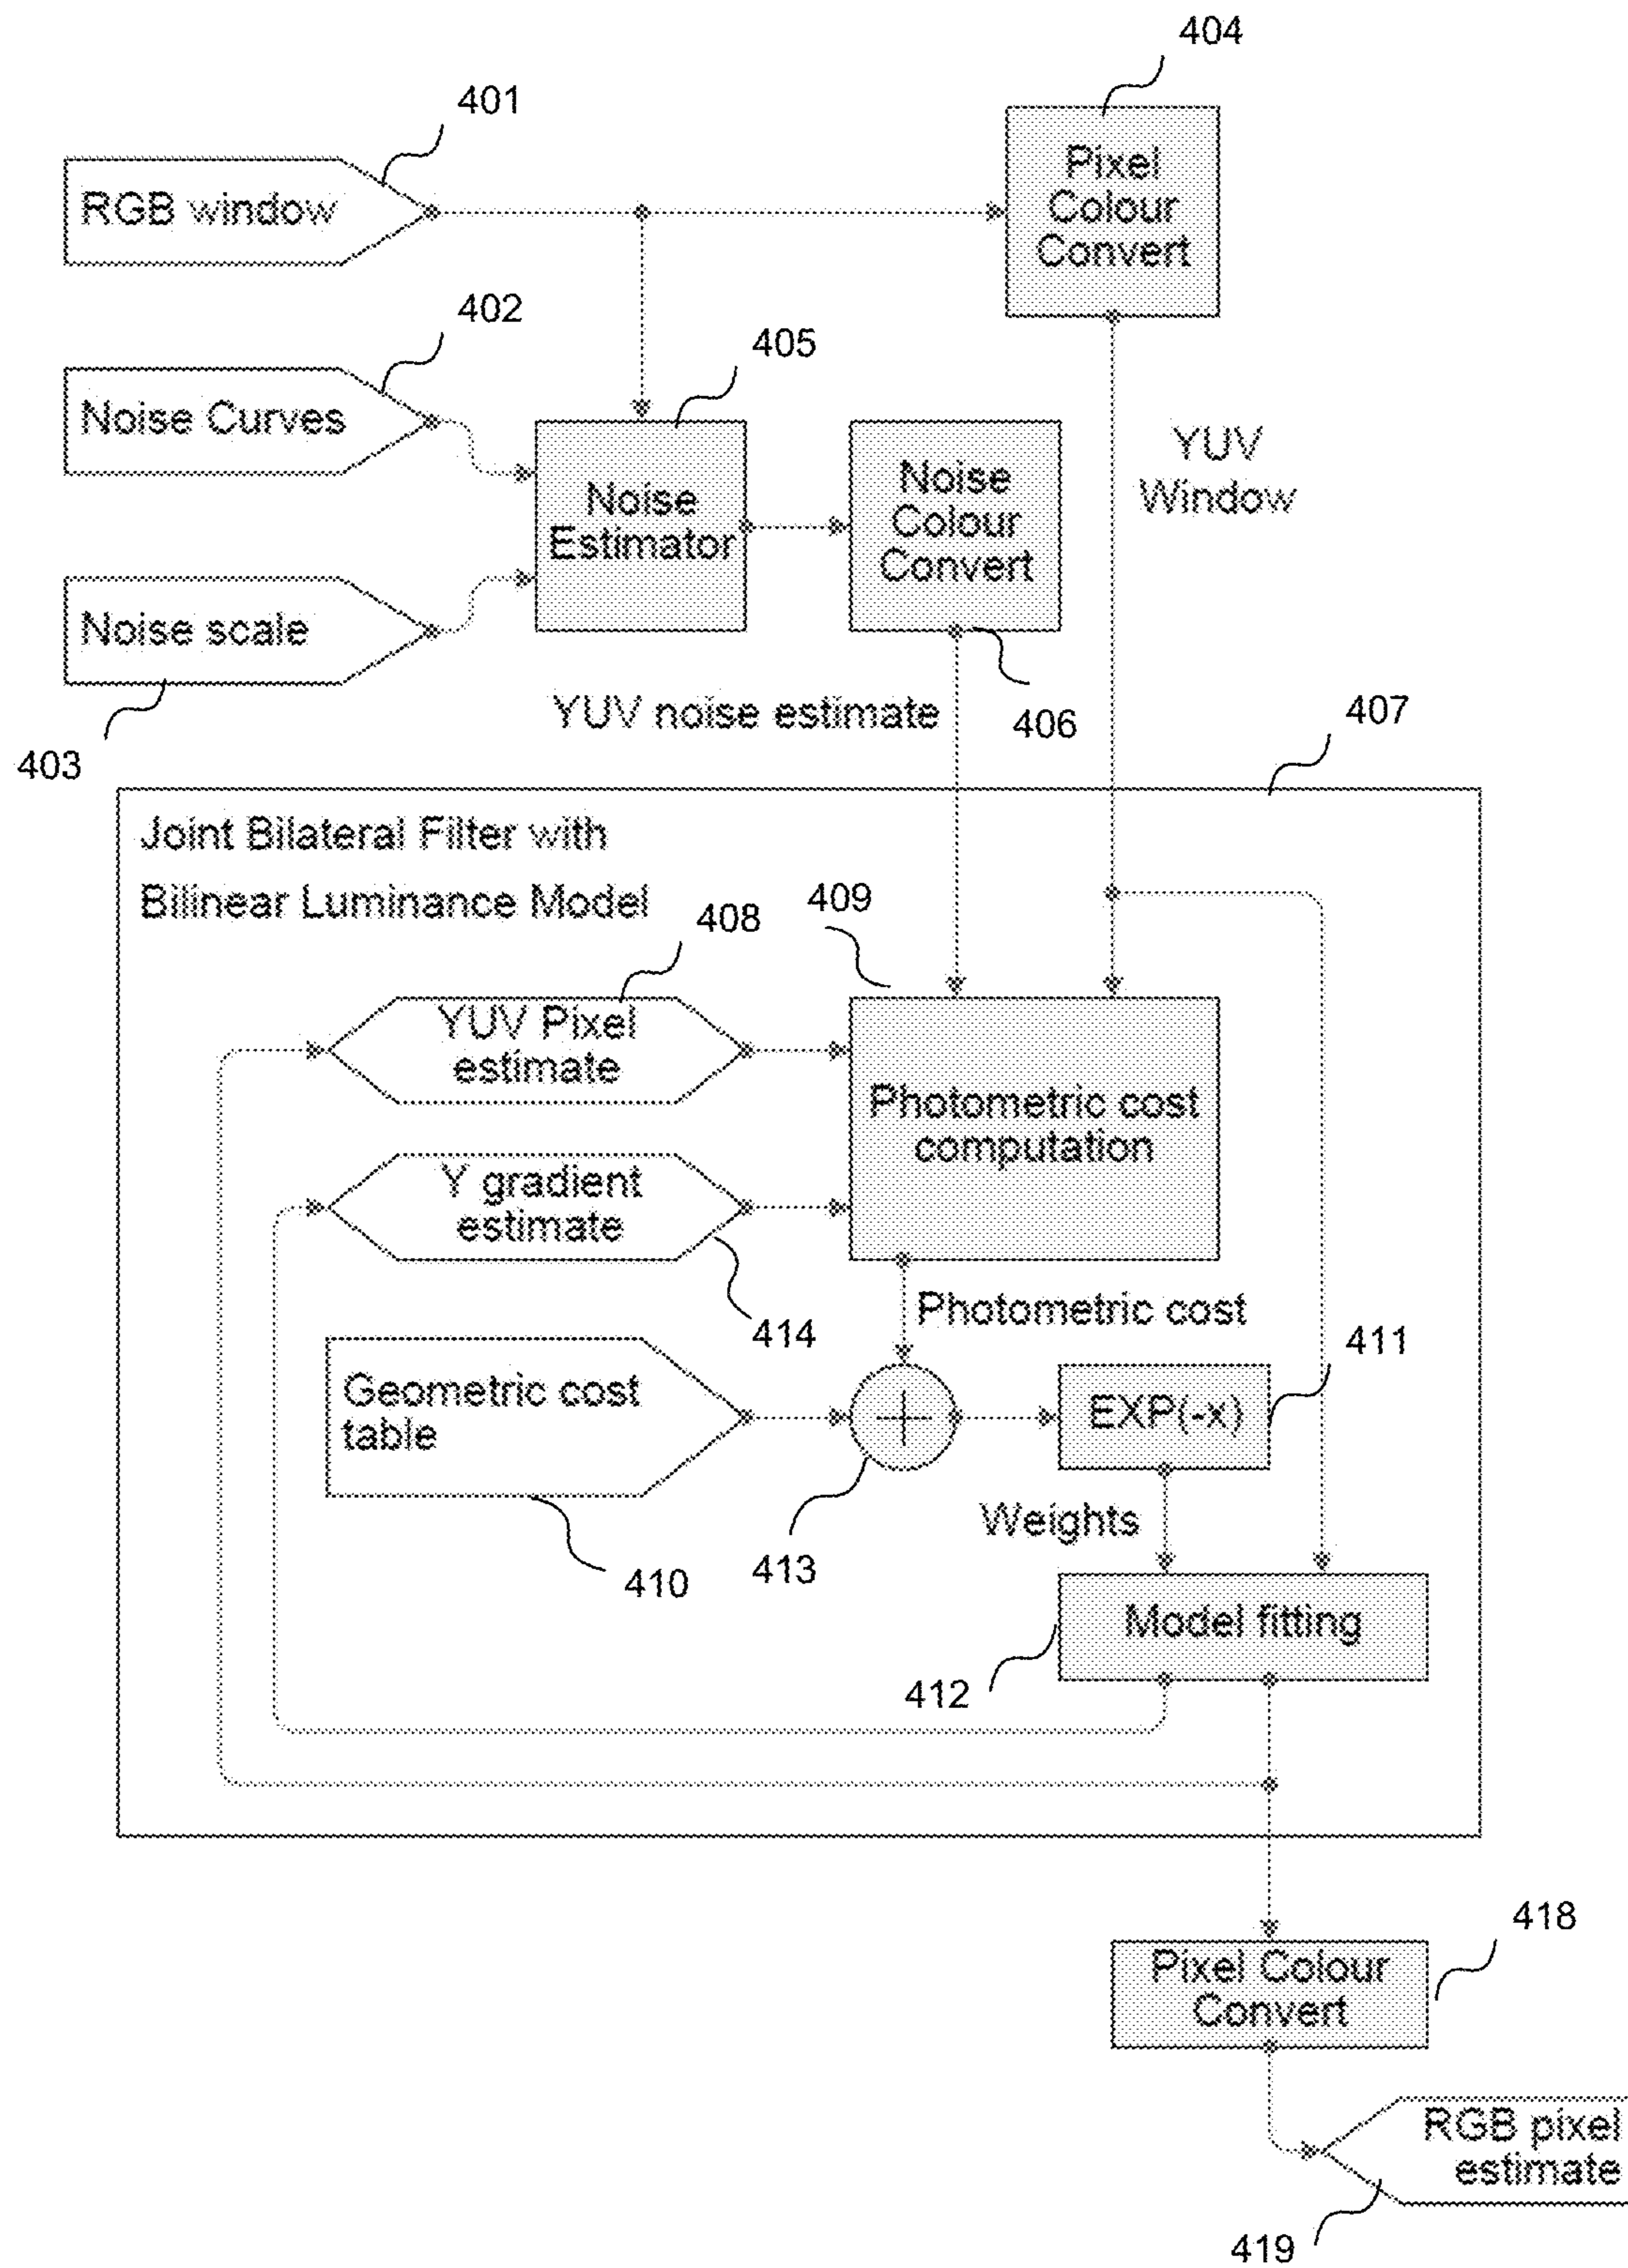 404
401
Pixel
Colour
Convert
RGB window
402
405
Noise Curves
YUV
Window
Noise
Estimator
Noise
Colour
Convert
Noise scale
YUV noise estimate
406
407
403
Joint Bilateral Filter with
Bilinear Luminance Model
408
409
YUV Pixel
estimate
Photometric cost
computation
Y gradient
estimate
Photometric cost
414
411
Geometric cost
table
EXP(-x)
Weights
413
410
Model fitting
412
418
Pixel Colour
Convert
RGB pixel
estimate
419